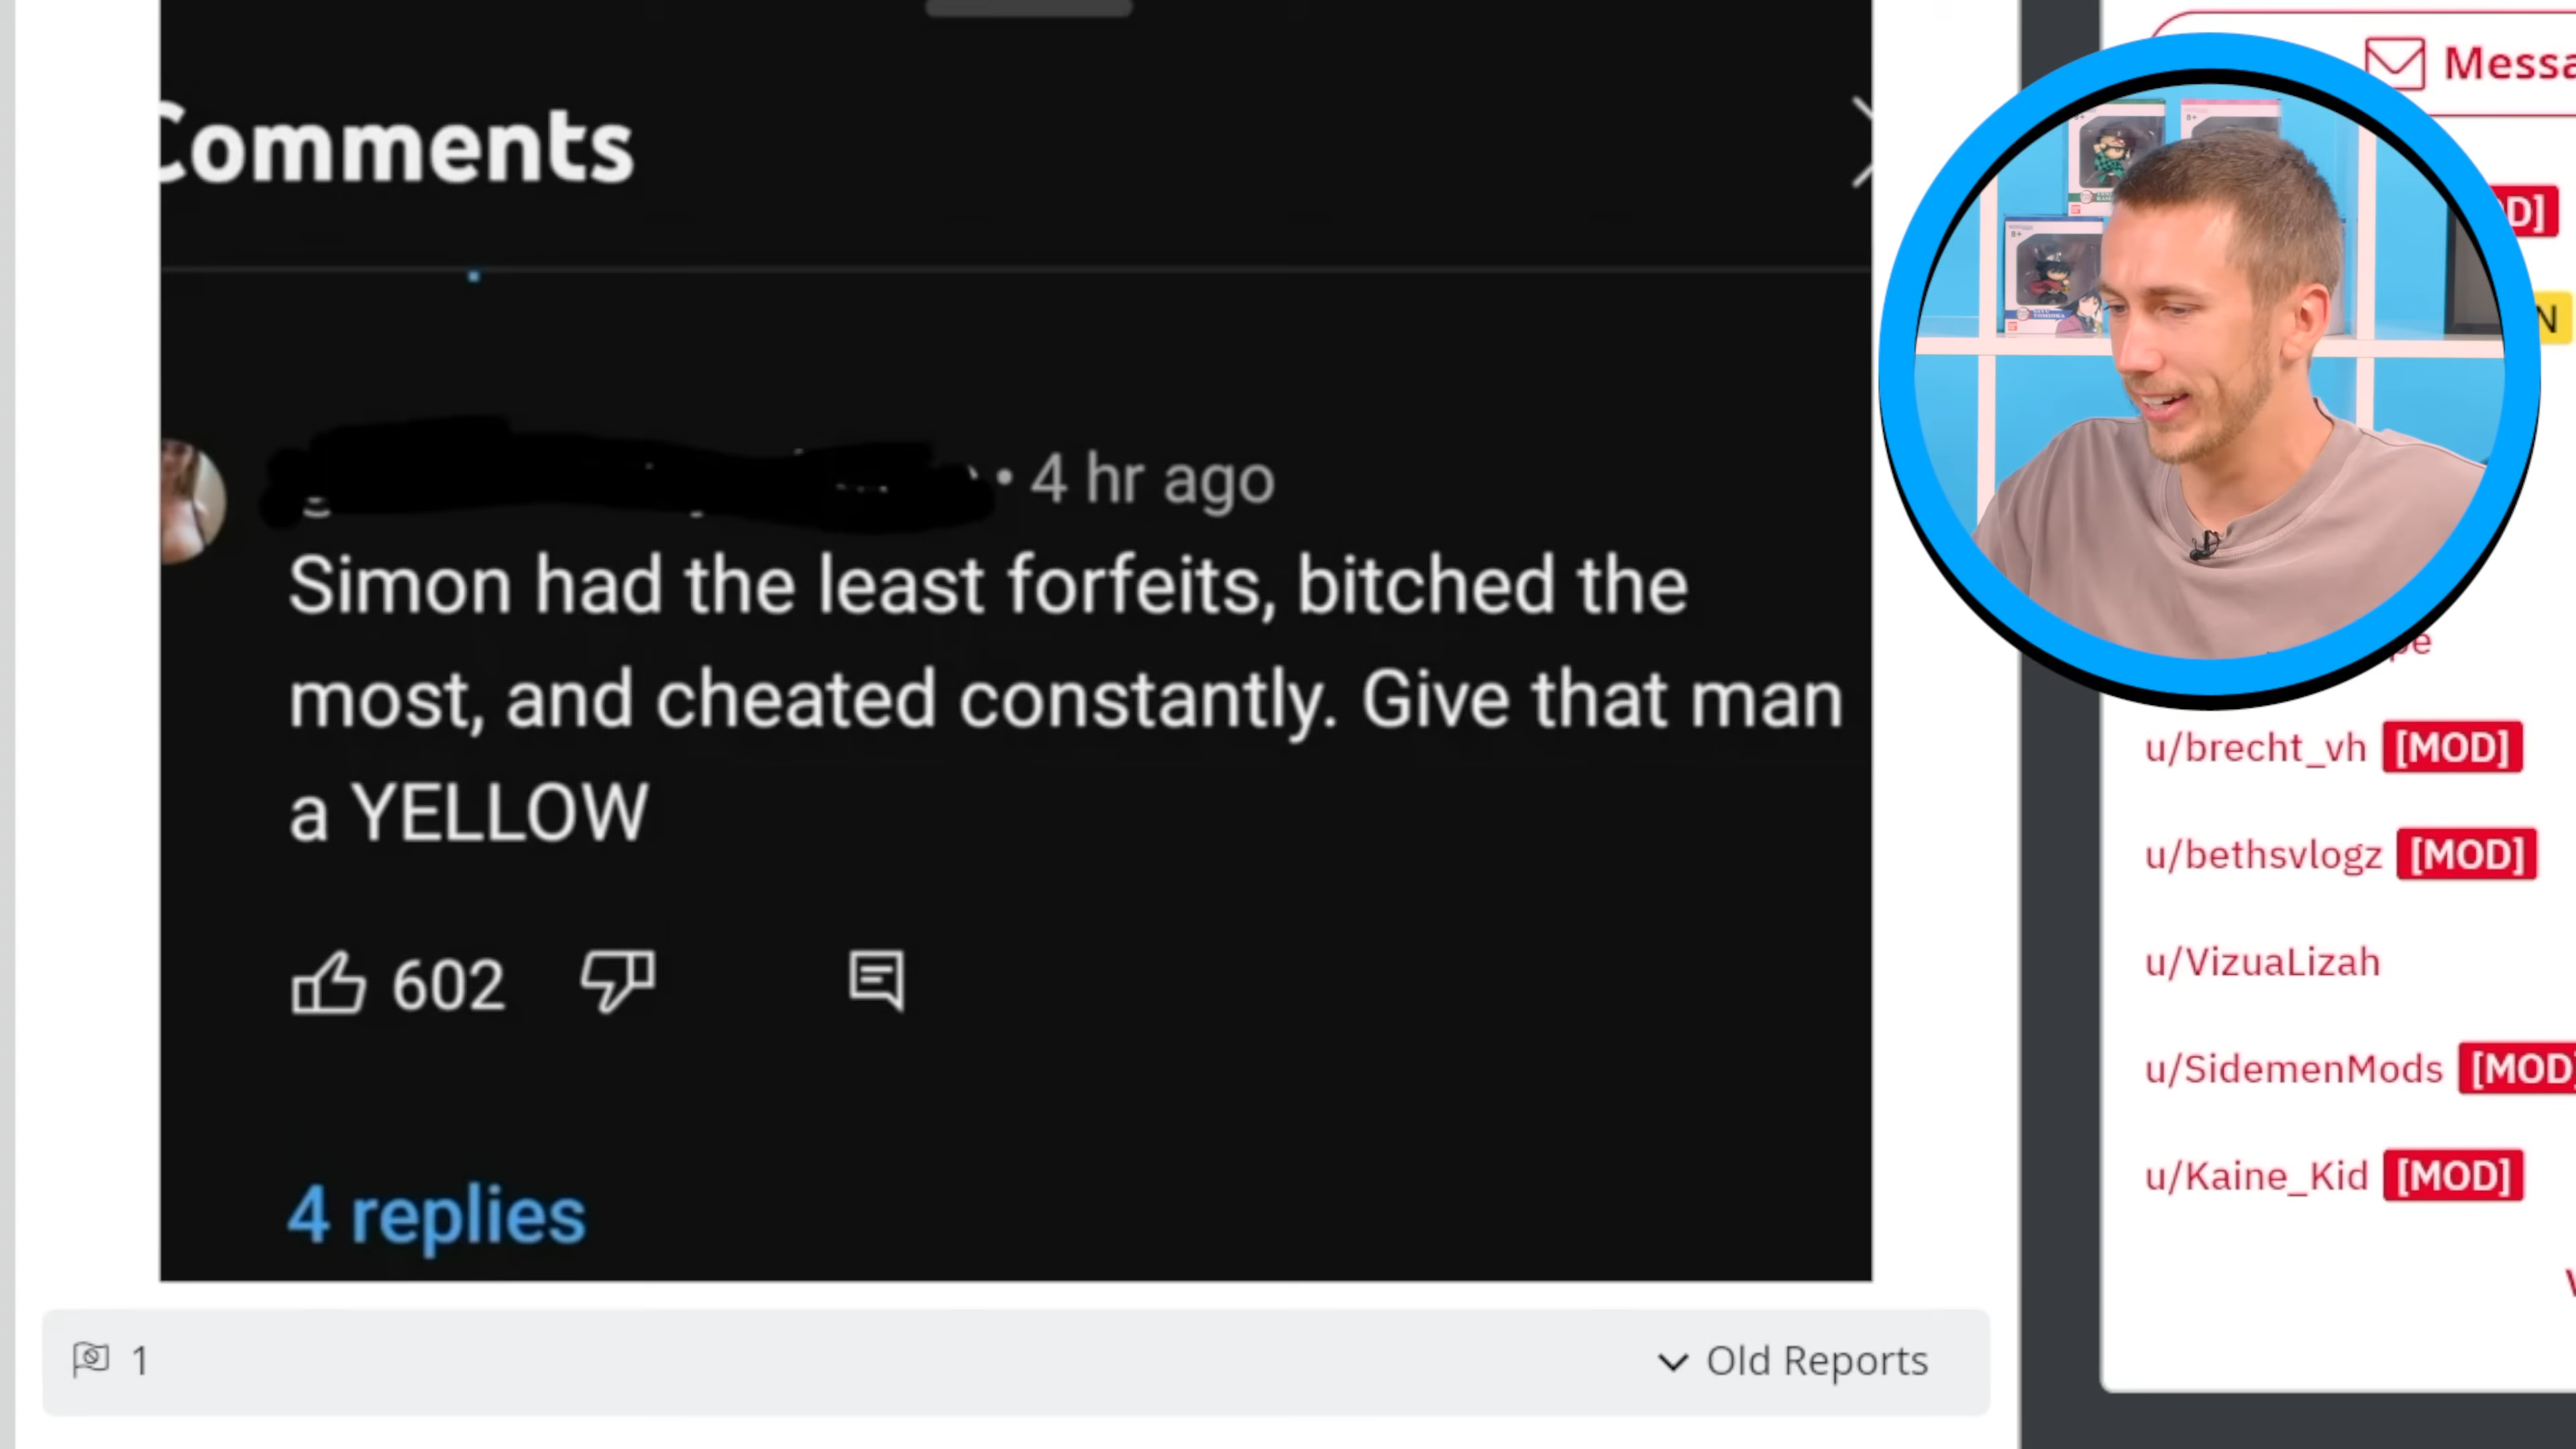 Comments
• 4 hr ago
Simon had the least forfeits, bitched the
most, and cheated constantly. Give that man
a YELLOW
602
4 replies
1
Old Reports
Messa
D]
N
pe
u/brecht_vh [MOD]
u/bethsvlogz [MOD]
u/VizuaLizah
u/SidemenMods [MOD]
u/Kaine_Kid [MOD]